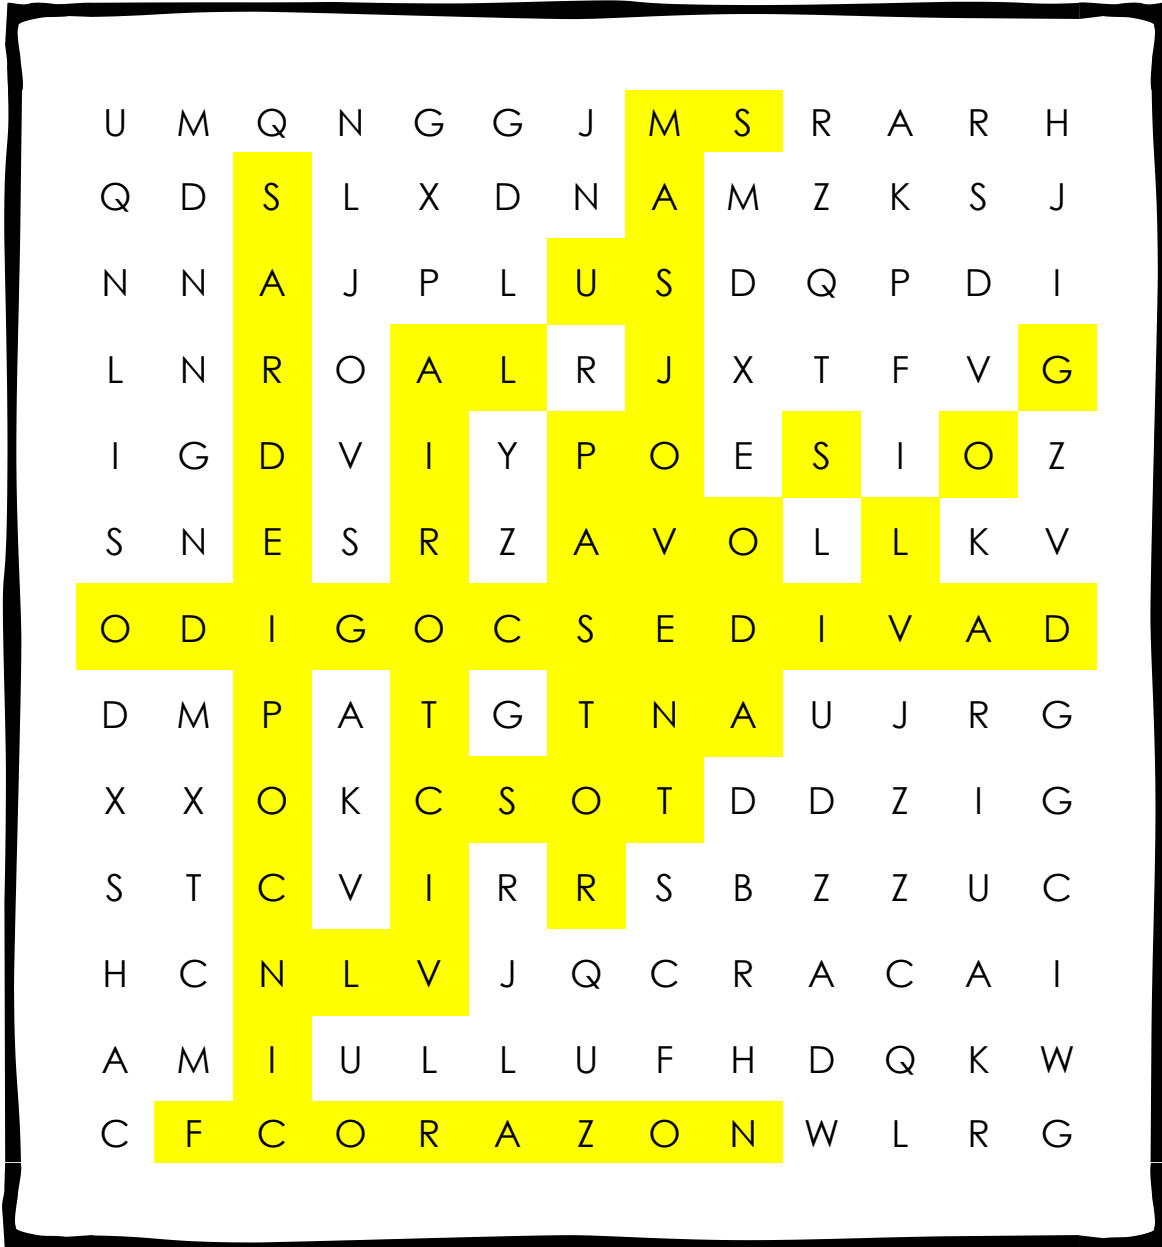 U M Q N G G J M S R A R H
Q D S L X D N A M Z K S J
N N A J P L U S D Q P D I
L N R O A L R J X T F V G
I G D V I Y P O E S I O Z
S N E S R Z A V O L L K V
O D I G O C S E D I V A D
D M P A T G T N A U J R G
X X O K C S O T D D Z I G
S T C V I R R S B Z Z U C
H C N L V J Q C R A C A I
A M I U L L U F H D Q K W
C F C O R A Z O N W L R G